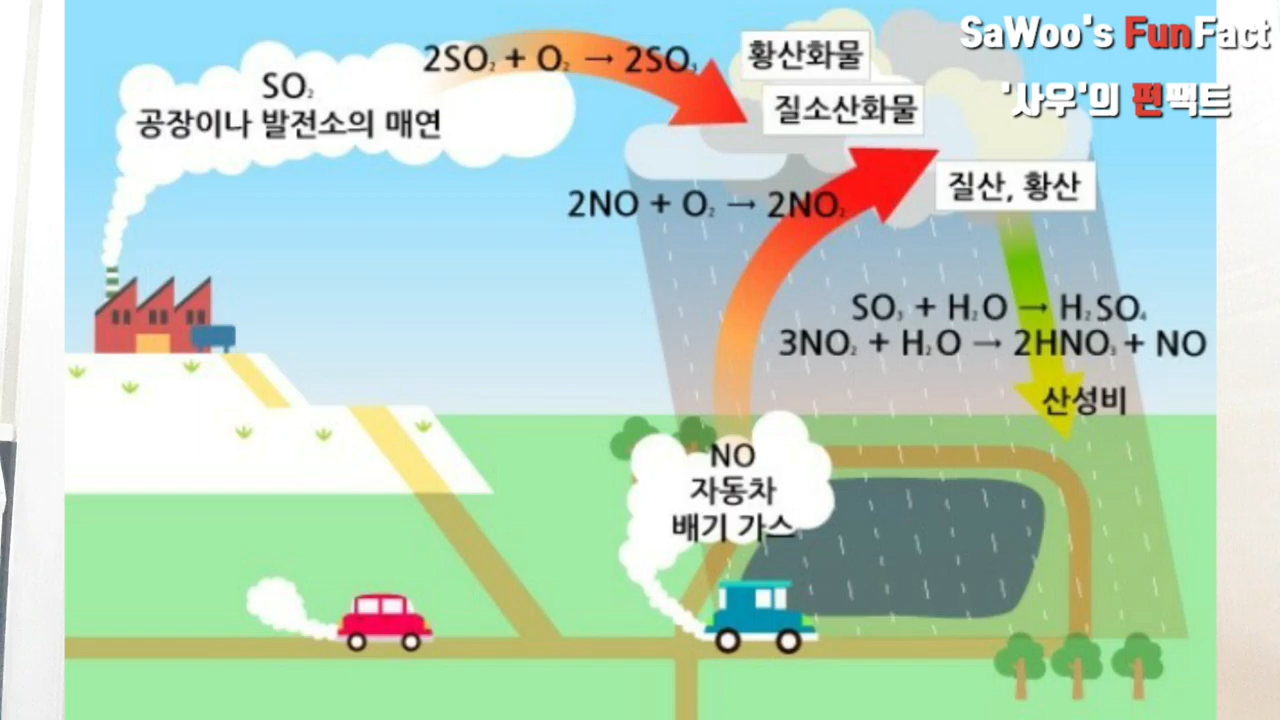 SaWoo's FunFact
'사우'의 펀팩트
2SO₂ + O₂ → 2SO₃
황산화물
SO₂
공장이나 발전소의 매연
질소산화물
질산, 황산
2NO + O₂ → 2NO₂
SO₃ + H₂O → H₂SO₄
3NO₂ + H₂O → 2HNO₃ + NO
산성비
NO
자동차
배기 가스